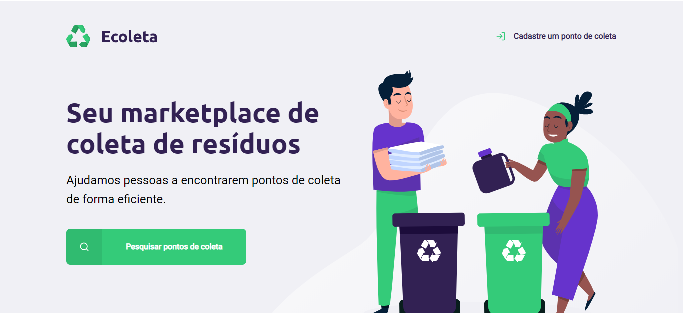 Ecoleta
Cadastre um ponto de coleta
Seu marketplace de
coleta de resíduos
Ajudamos pessoas a encontrarem pontos de coleta
de forma eficiente.
Pesquisar pontos de coleta